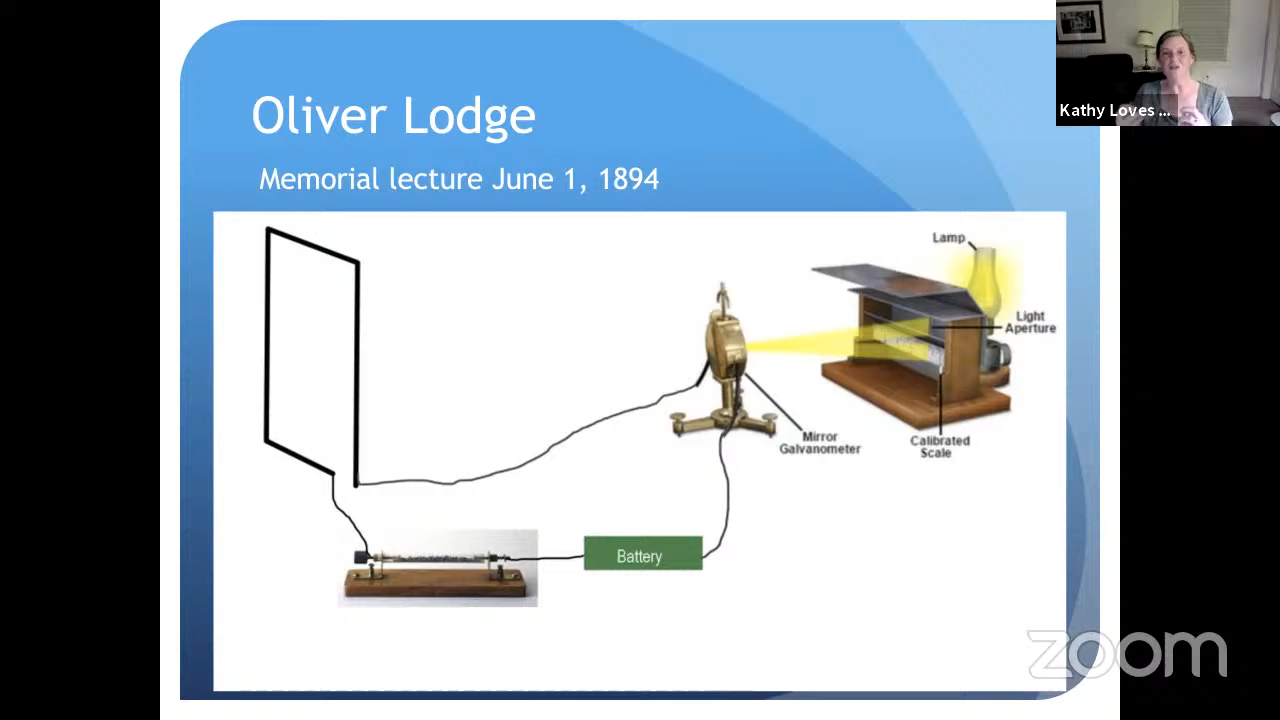 Oliver Lodge
Memorial lecture June 1, 1894
Kathy Loves ...
Lamp
Light
Aperture
Mirror
Galvanometer
Calibrated
Scale
Battery
zoom